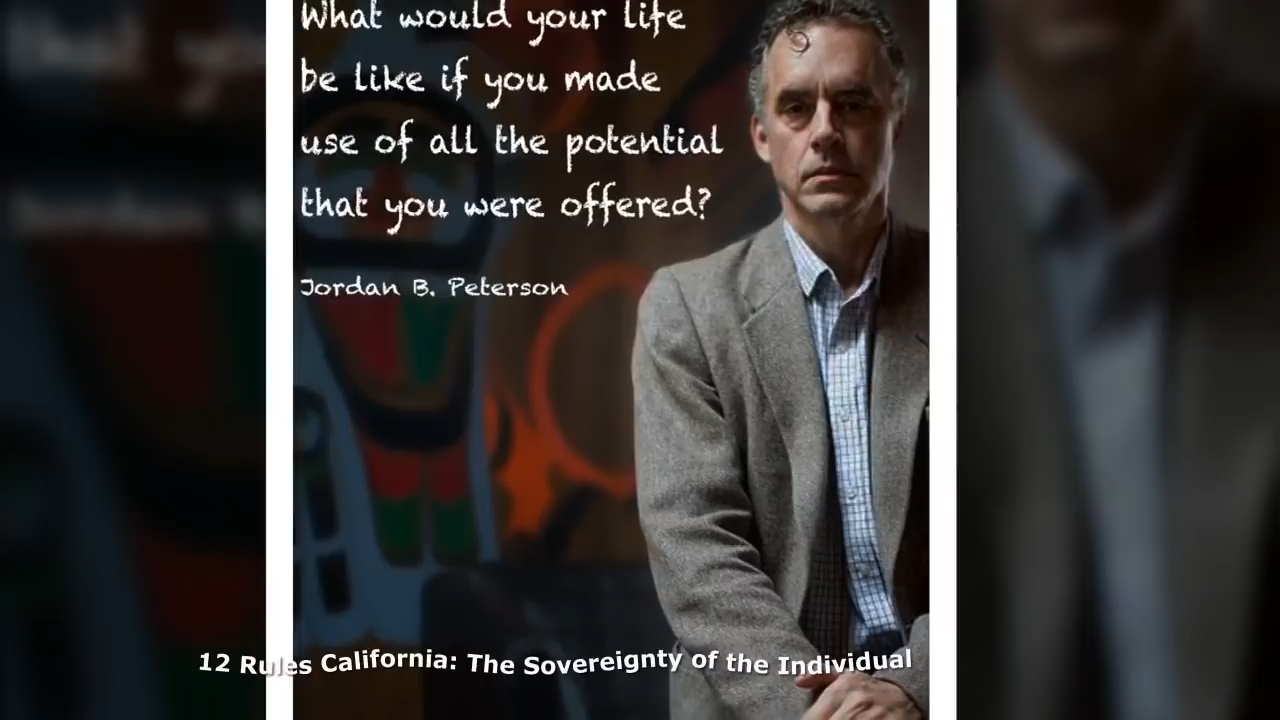 What would your life
be like if you made
use of all the potential
that you were offered?
Jordan B. Peterson
12 Rules California: The Sovereignty of the Individual